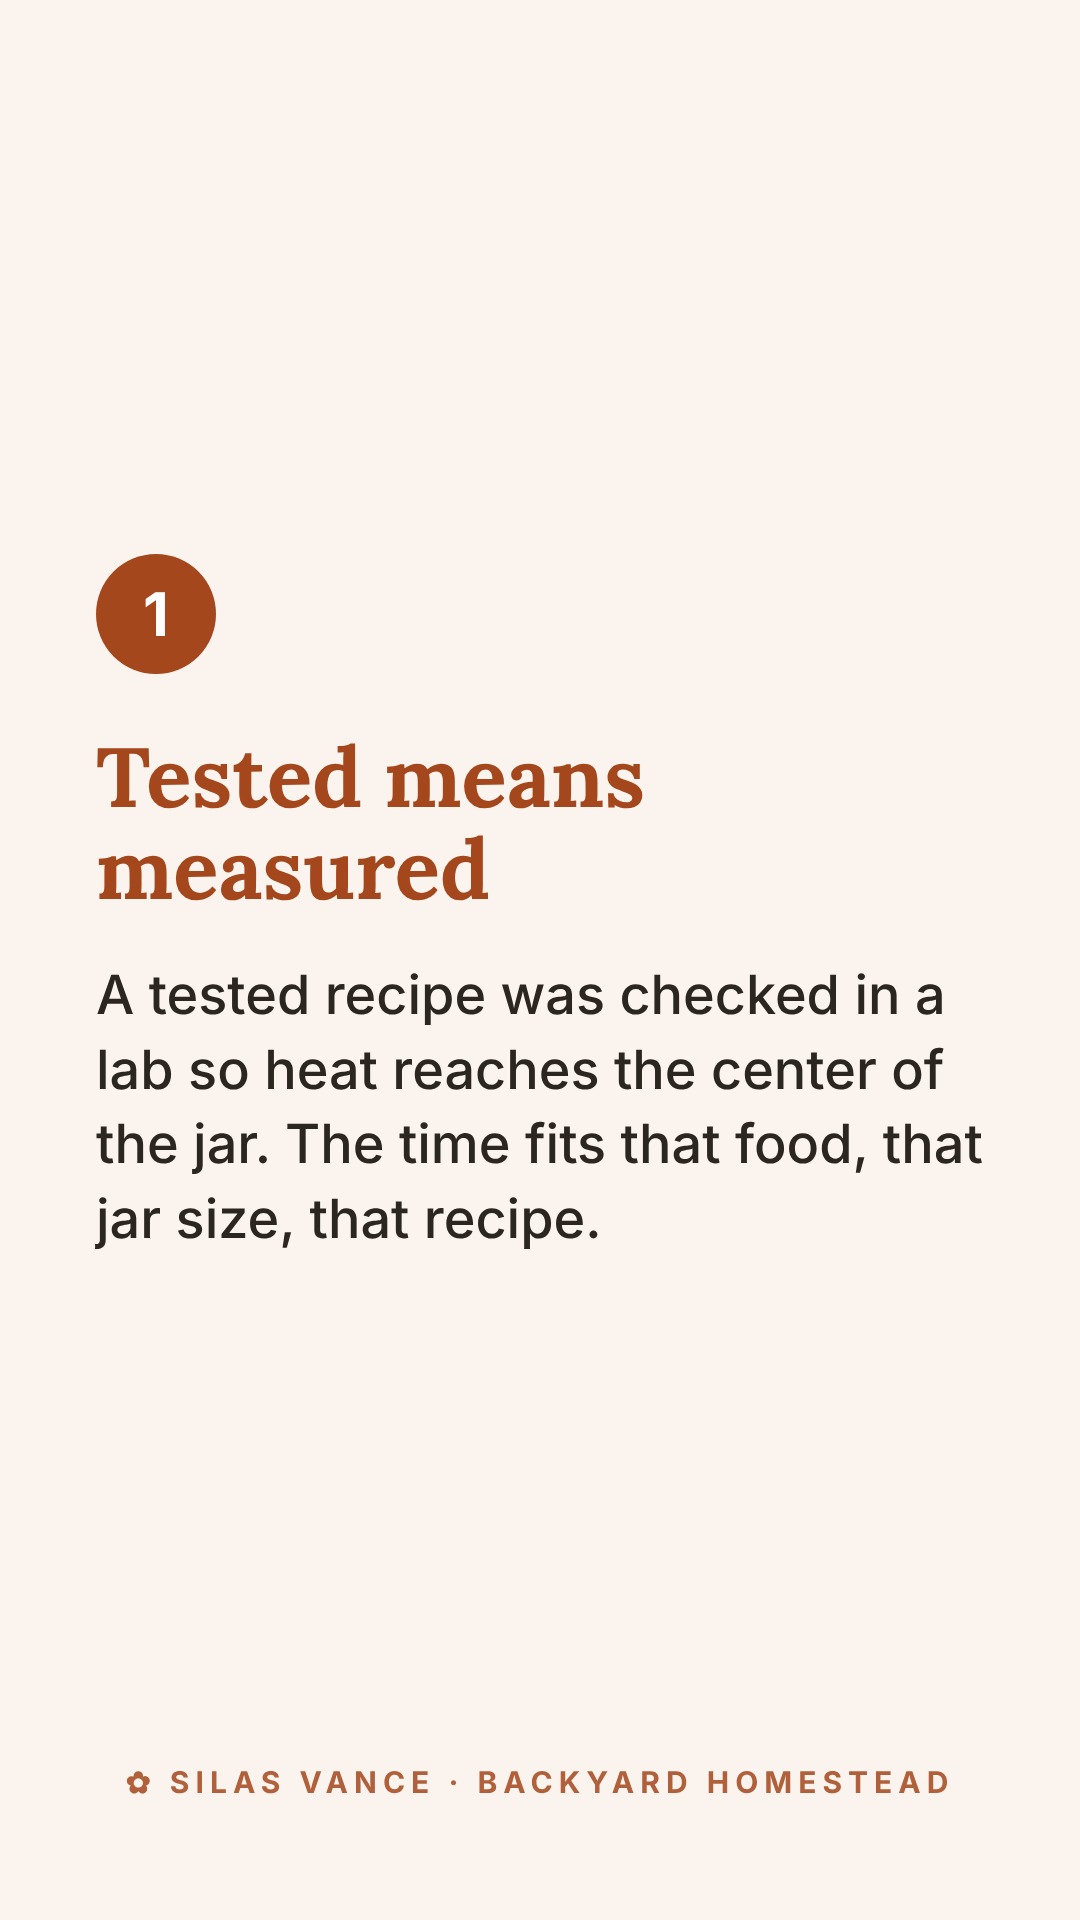 1
Tested means
measured
A tested recipe was checked in a
lab so heat reaches the center of
the jar. The time fits that food, that
jar size, that recipe.
✿ SILAS VANCE · BACKYARD HOMESTEAD